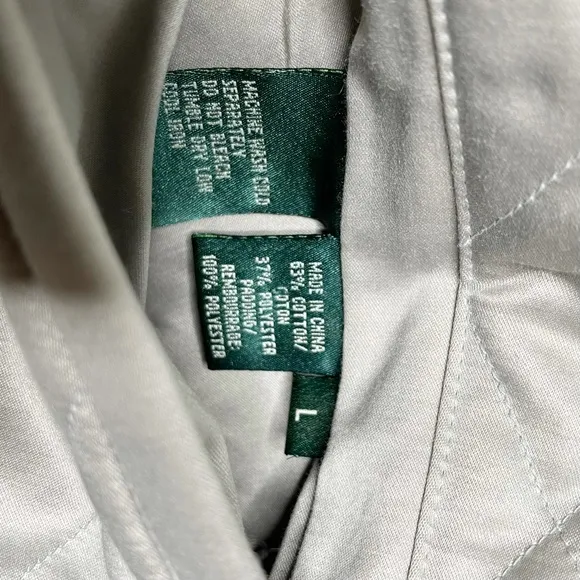 MACHINE WASH COLD
SEPARATELY
DO NOT BLEACH
TUMBLE DRY LOW
COOL IRON
MADE IN CHINA
63% COTTON/
COTON
37% POLYESTER
PADDING/
REMBOURRAGE
100% POLYESTER
L